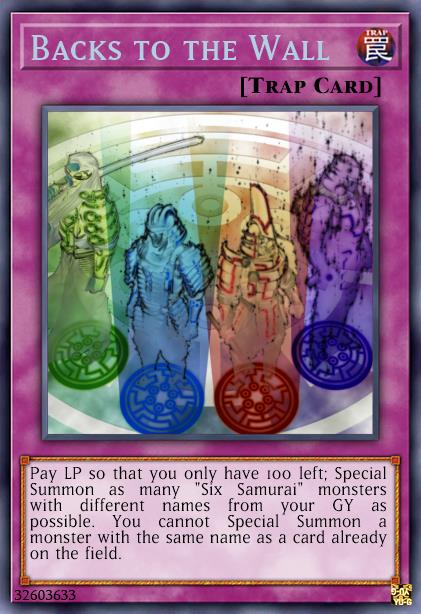 BACKS TO THE WALL
TRAP
罠
[TRAP CARD]
Pay LP so that you only have 100 left; Special
Summon as many "Six Samurai" monsters
with different names from your GY as
possible. You cannot Special Summon a
monster with the same name as a card already
on the field.
32603633